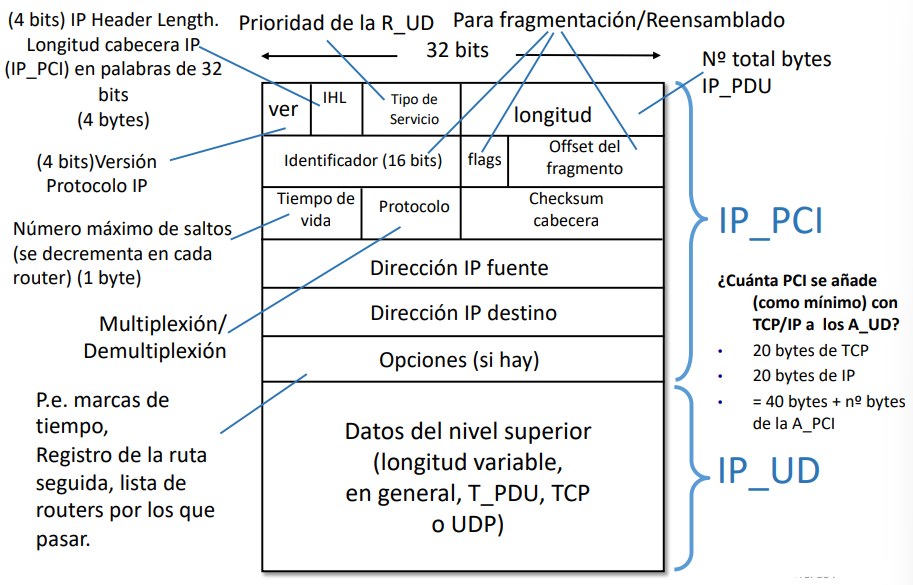 (4 bits) IP Header Length.
Longitud cabecera IP
(IP_PCI) en palabras de 32
bits
(4 bytes)
Prioridad de la R_UD
Para fragmentación/Reensamblado
32 bits
Nº total bytes
IP_PDU
ver
IHL
Tipo de
Servicio
longitud
(4 bits)Versión
Protocolo IP
Identificador (16 bits)
flags
Offset del
fragmento
Tiempo de
vida
Protocolo
Checksum
cabecera
Número máximo de saltos
(se decrementa en cada
router) (1 byte)
IP_PCI
Dirección IP fuente
Dirección IP destino
Multiplexión/
Demultiplexión
Opciones (si hay)
¿Cuánta PCI se añade
(como mínimo) con
TCP/IP a los A_UD?
• 20 bytes de TCP
• 20 bytes de IP
• = 40 bytes + nº bytes
de la A_PCI
P.e. marcas de
tiempo,
Registro de la ruta
seguida, lista de
routers por los que
pasar.
Datos del nivel superior
(longitud variable,
en general, T_PDU, TCP
o UDP)
IP_UD